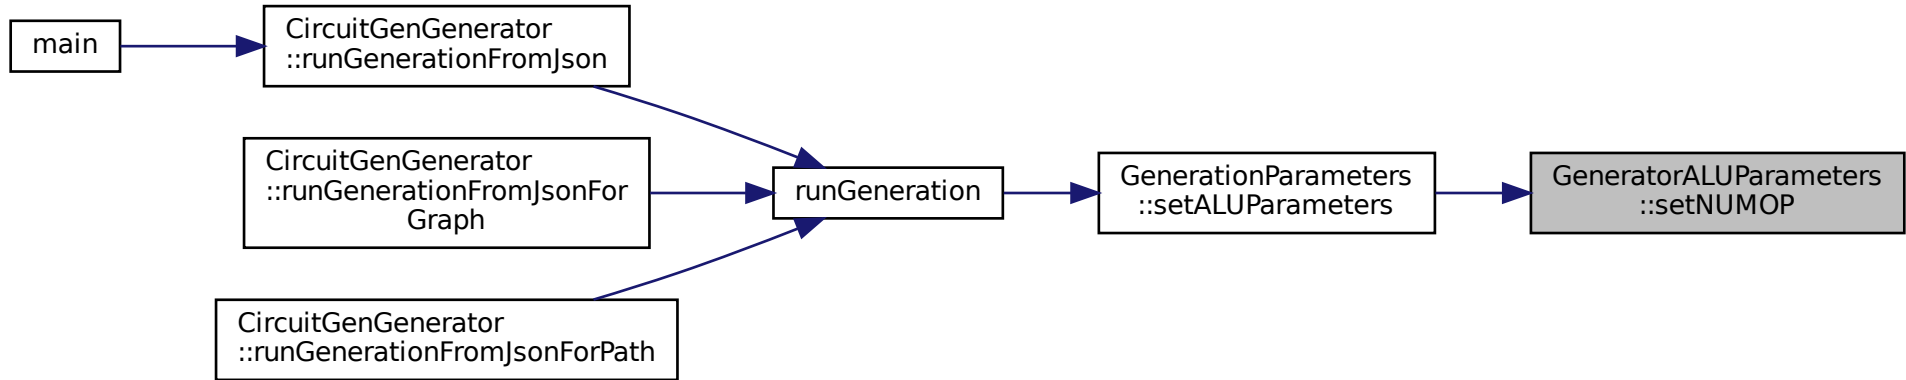 main
CircuitGenGenerator
::runGenerationFromJson
CircuitGenGenerator
::runGenerationFromJsonFor
Graph
CircuitGenGenerator
::runGenerationFromJsonForPath
runGeneration
GenerationParameters
::setALUParameters
GeneratorALUParameters
::setNUMOP